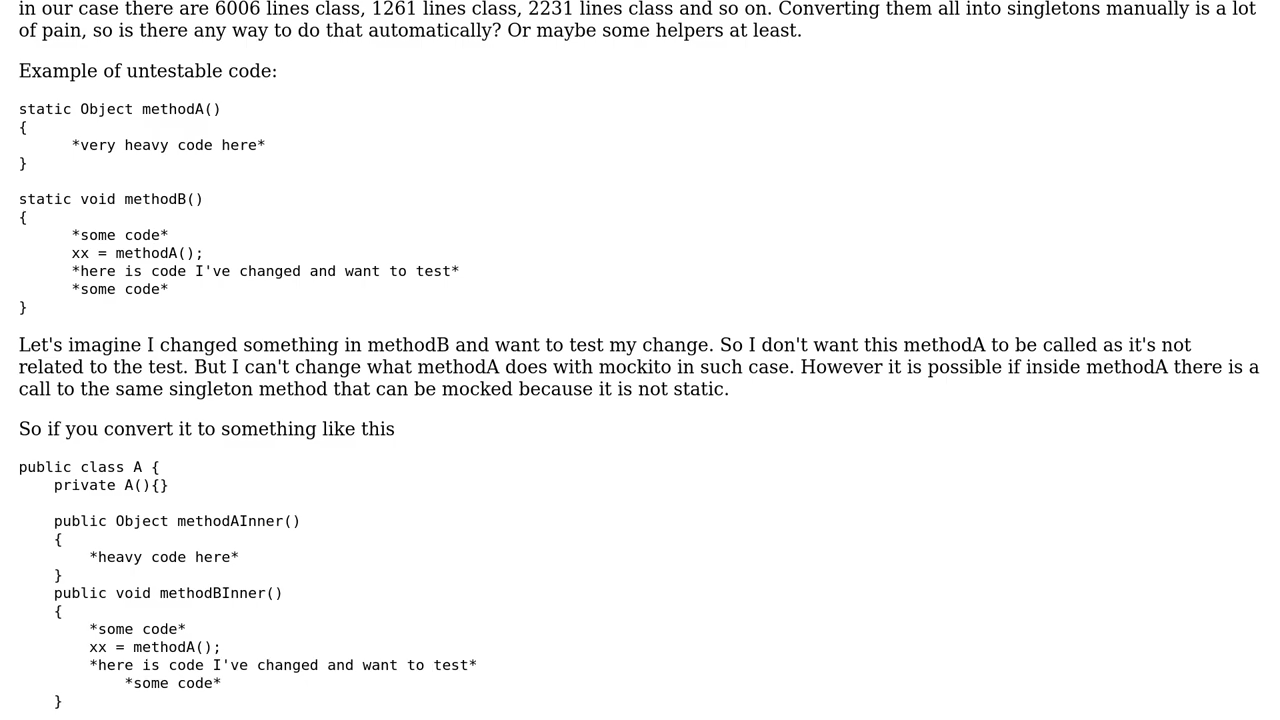 in our case there are 6006 lines class, 1261 lines class, 2231 lines class and so on. Converting them all into singletons manually is a lot
of pain, so is there any way to do that automatically? Or maybe some helpers at least.
Example of untestable code:
static Object methodA()
{
      *very heavy code here*
}
static void methodB()
{
      *some code*
      xx = methodA();
      *here is code I've changed and want to test*
      *some code*
}
Let's imagine I changed something in methodB and want to test my change. So I don't want this methodA to be called as it's not
related to the test. But I can't change what methodA does with mockito in such case. However it is possible if inside methodA there is a
call to the same singleton method that can be mocked because it is not static.
So if you convert it to something like this
public class A {
    private A(){}
    public Object methodAInner()
    {
        *heavy code here*
    }
    public void methodBInner()
    {
        *some code*
        xx = methodA();
        *here is code I've changed and want to test*
            *some code*
    }